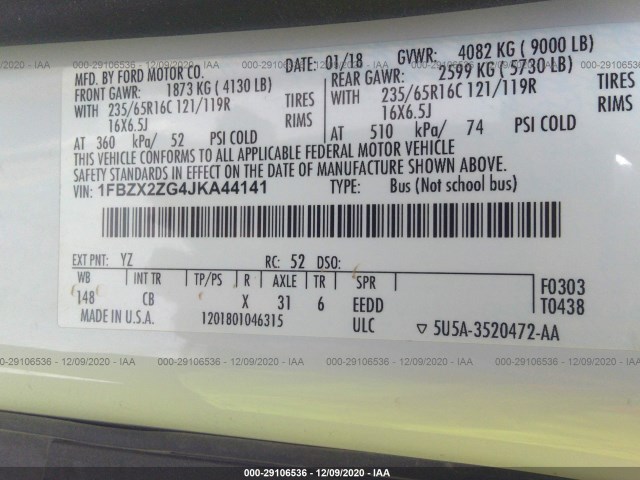 000-29106536 - 12/09/2020 - IAA
DATE: 01/18 GVWR: 4082 KG ( 9000 LB)
MFD. BY FORD MOTOR CO.
FRONT GAWR: 1873 KG ( 4130 LB) REAR GAWR: 2599 KG ( 5730 LB)
WITH 235/65R16C 121/119R TIRES WITH 235/65R16C 121/119R TIRES
16X6.5J RIMS 16X6.5J RIMS
AT 360 kPa/ 52 PSI COLD AT 510 kPa/ 74 PSI COLD
THIS VEHICLE CONFORMS TO ALL APPLICABLE FEDERAL MOTOR VEHICLE
SAFETY STANDARDS IN EFFECT ON THE DATE OF MANUFACTURE SHOWN ABOVE.
VIN: 1FBZX2ZG4JKA44141 TYPE: Bus (Not school bus)
EXT PNT: YZ RC: 52 DSO:
WB INT TR TP/PS R AXLE TR SPR F0303
148 CB X 31 6 EEDD T0438
MADE IN U.S.A. 1201801046315 ULC ▽ 5U5A-3520472-AA
000-29106536 - 12/09/2020 - IAA
000-29106536 - 12/09/2020 - IAA